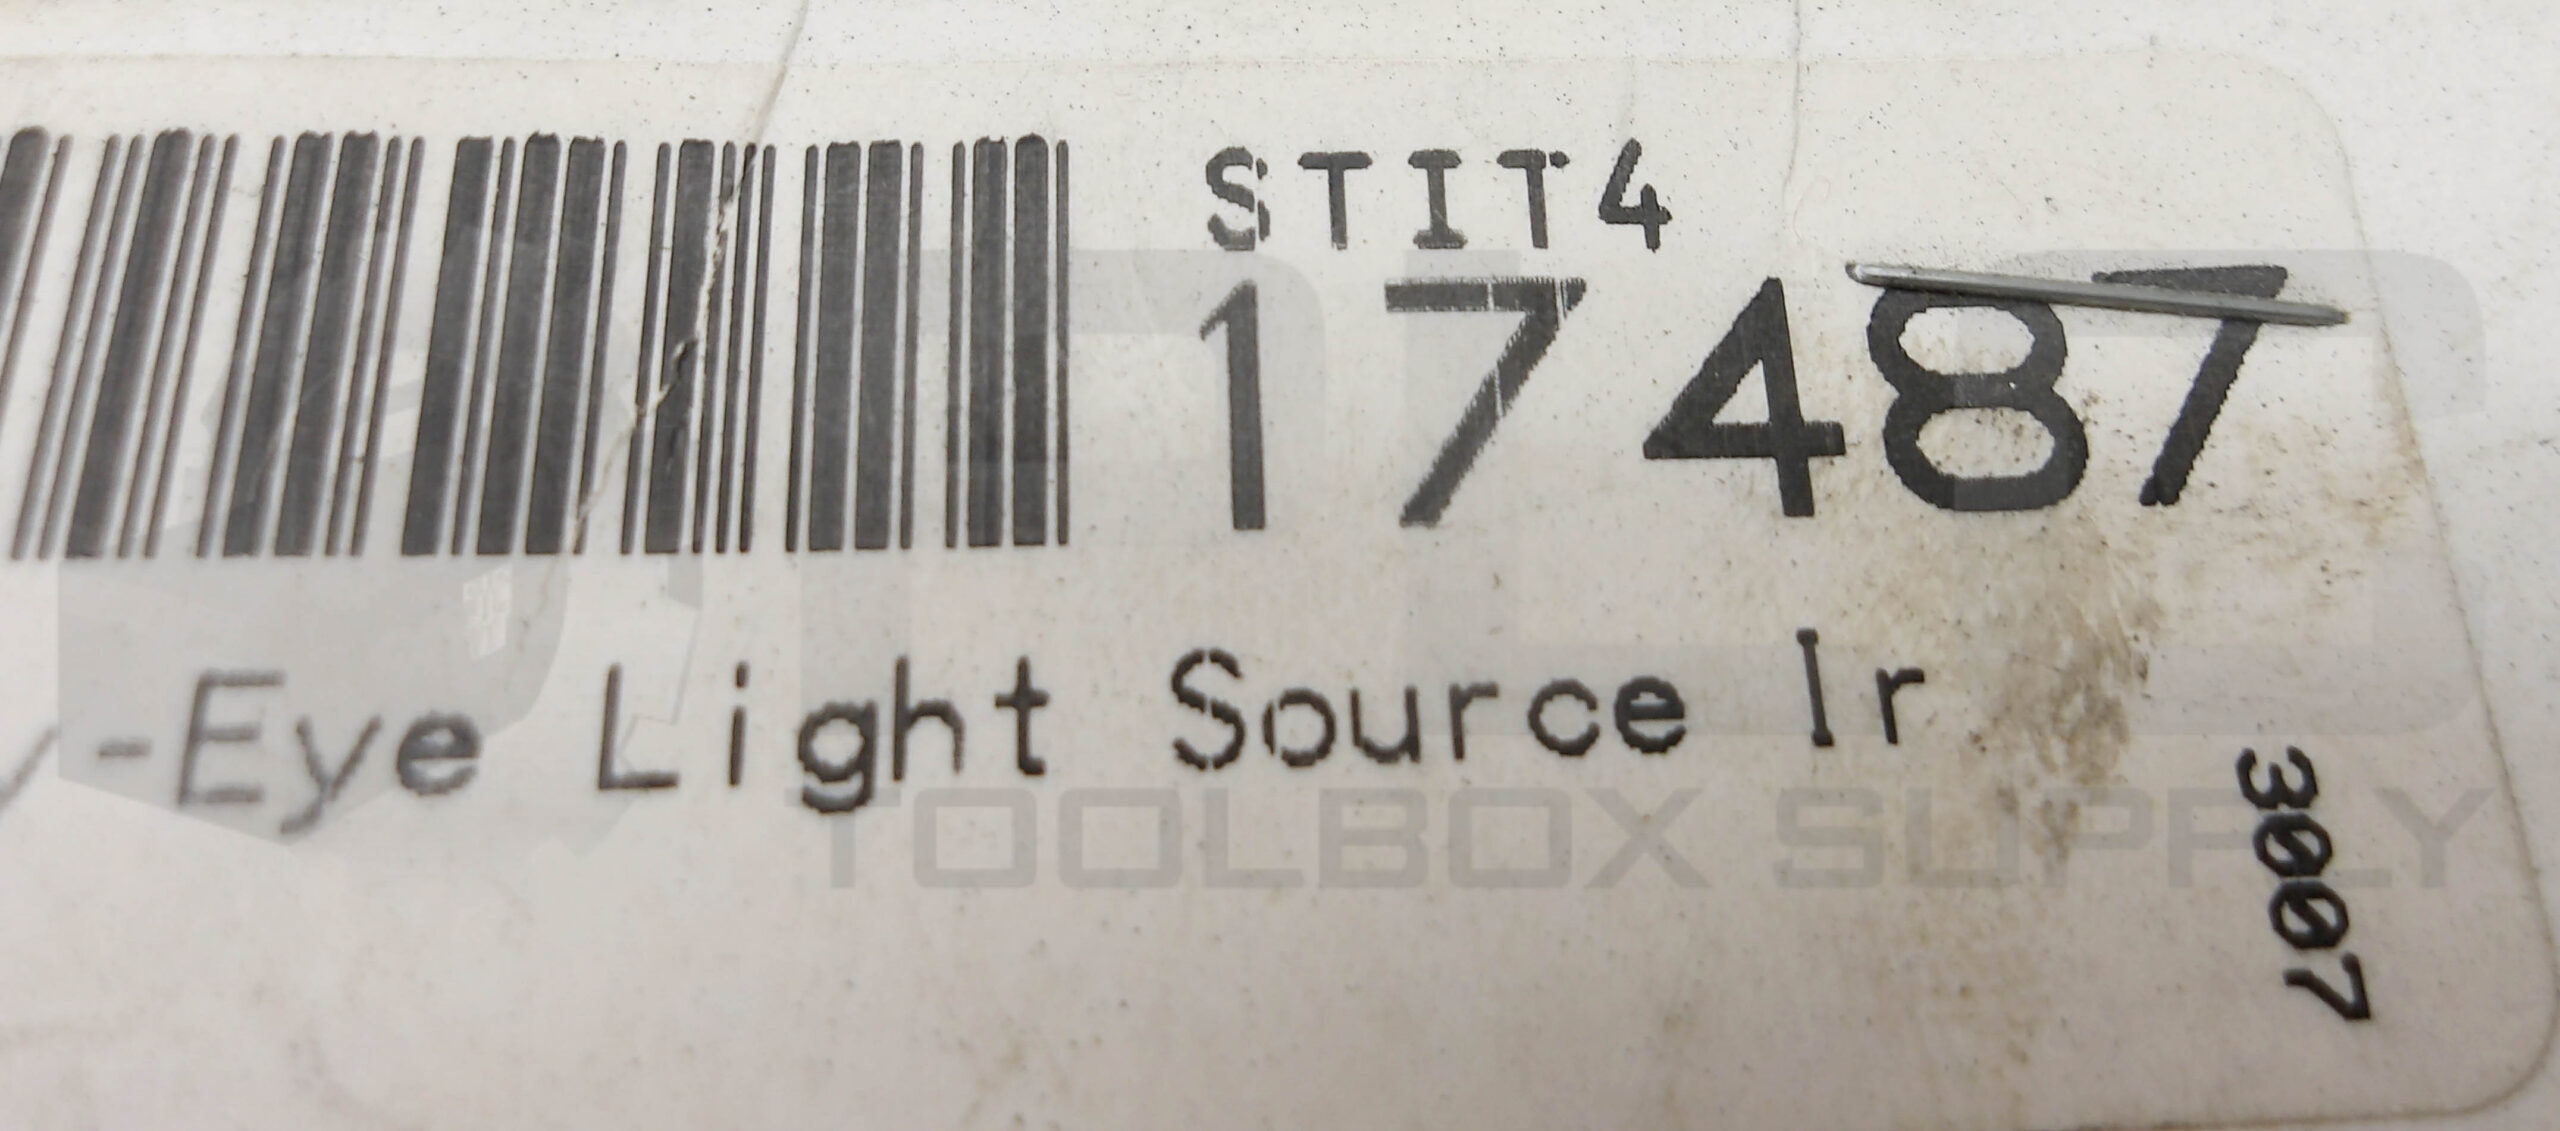 STIT4
17487
y-Eye Light Source Ir
3007
TOOLBOX SUPPLY